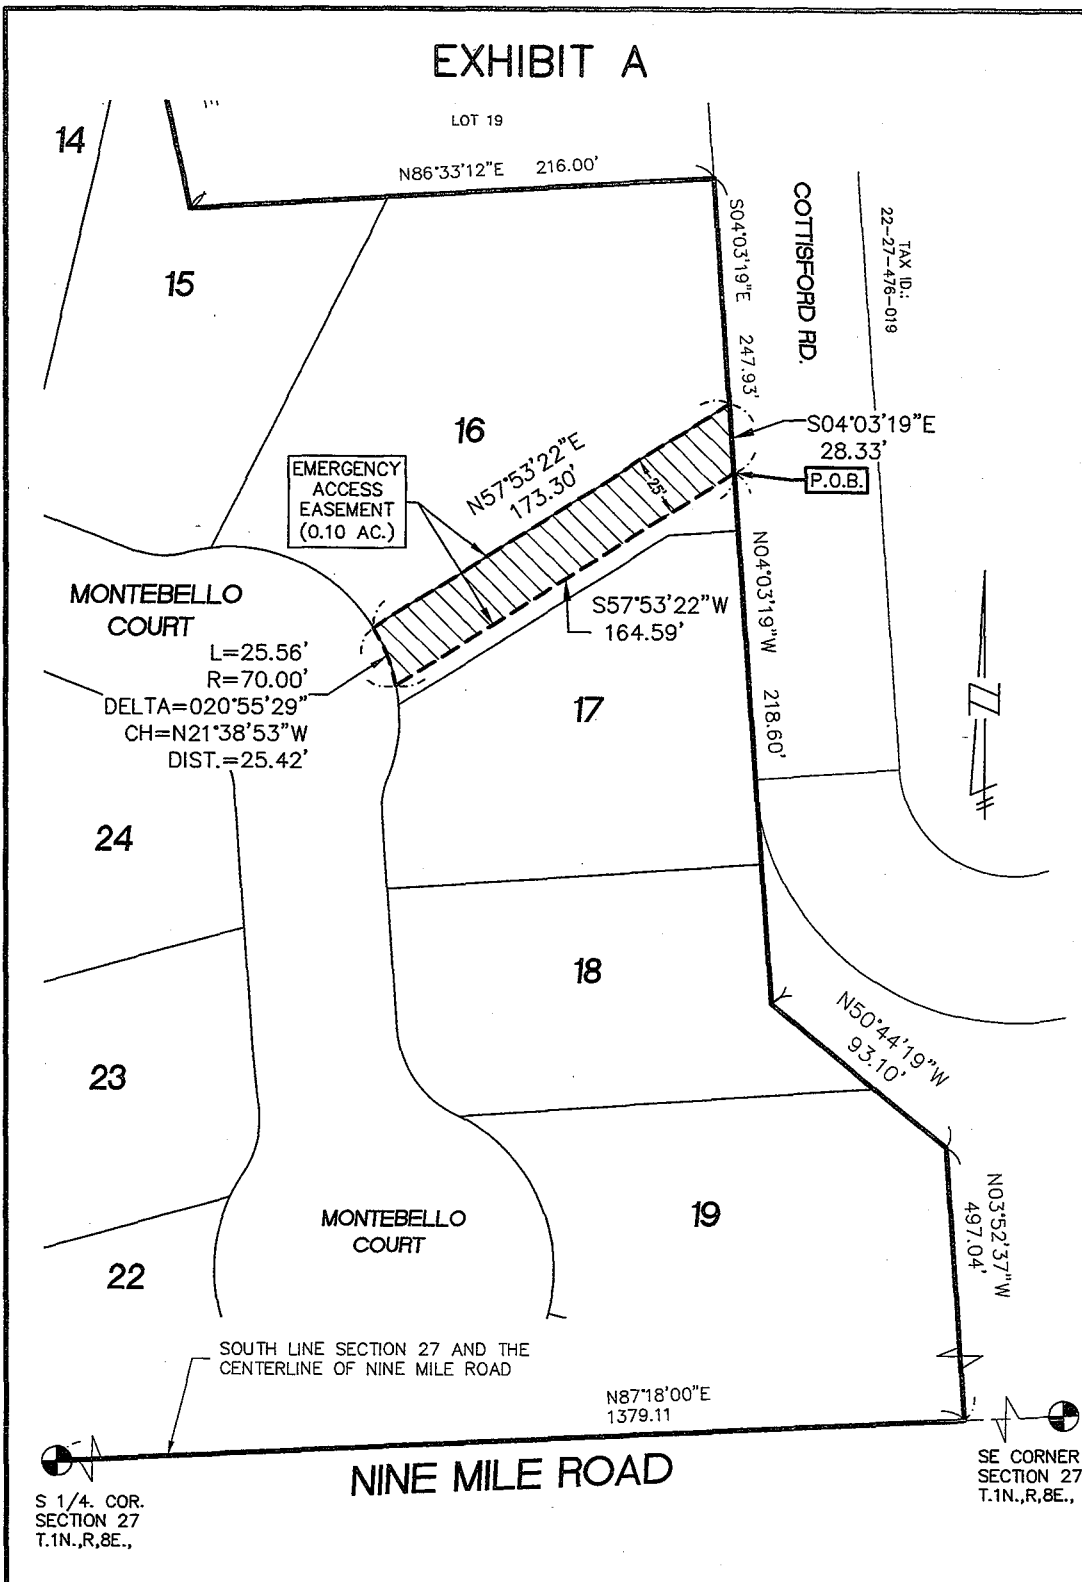 EXHIBIT A
14
LOT 19
N86°33'12"E 216.00'
15
S04°03'19"E 247.93'
COTTISFORD RD.
TAX ID.:
22-27-476-019
16
N57°53'22"E
173.30'
S04°03'19"E
28.33'
P.O.B.
EMERGENCY
ACCESS
EASEMENT
(0.10 AC.)
25'
MONTEBELLO
COURT
S57°53'22"W
164.59'
N04°03'19"W 218.60'
L=25.56'
R=70.00'
DELTA=020°55'29"
CH=N21°38'53"W
DIST.=25.42'
17
24
18
N50°44'19"W
93.10'
23
19
N03°52'37"W
497.04'
MONTEBELLO
COURT
22
SOUTH LINE SECTION 27 AND THE
CENTERLINE OF NINE MILE ROAD
N87°18'00"E
1379.11
NINE MILE ROAD
S 1/4. COR.
SECTION 27
T.1N.,R,8E.,
SE CORNER
SECTION 27
T.1N.,R,8E.,